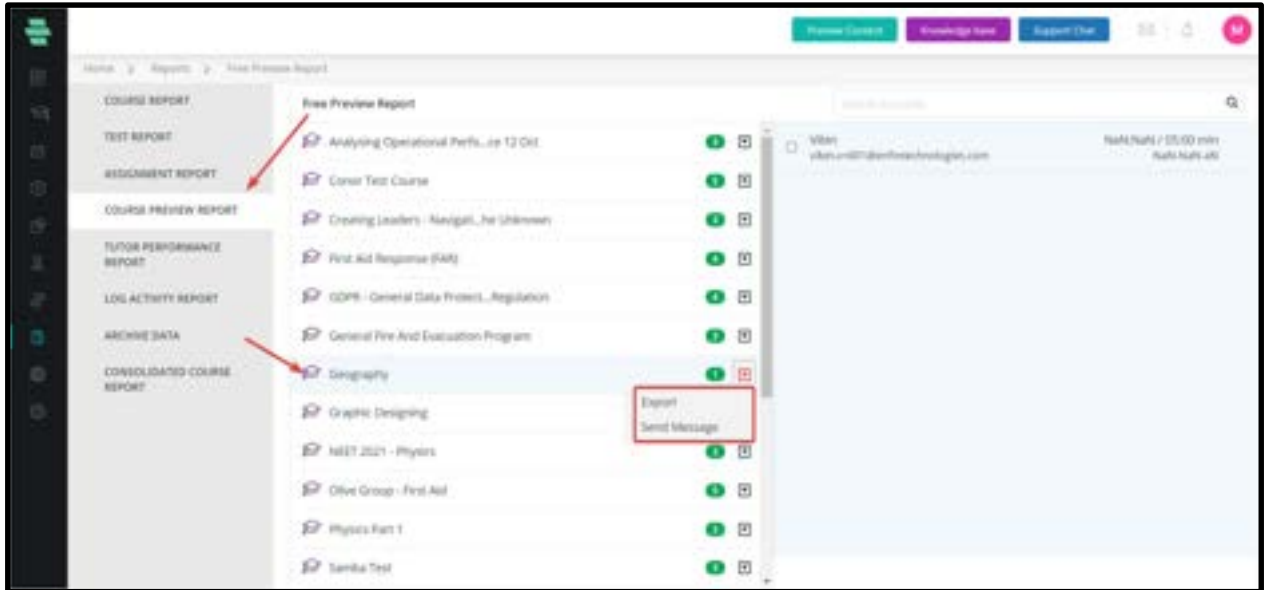 Preview Content
Knowledge base
Support Chat
M
Home > Reports > Free Preview Report
COURSE REPORT
TEST REPORT
ASSIGNMENT REPORT
COURSE PREVIEW REPORT
TUTOR PERFORMANCE
REPORT
LOG ACTIVITY REPORT
ARCHIVE DATA
CONSOLIDATED COURSE
REPORT
Free Preview Report
Analysing Operational Perfo...ce 12 Oct
Conor Test Course
Creating Leaders - Navigati...he Unknown
First Aid Response (FAR)
GDPR - General Data Protect...Regulation
General Fire And Evacuation Program
Geography
1
Export
Send Message
Graphic Designing
NEET 2021 - Physics
Olive Group - First Aid
Physics Part 1
Samba Test
NaN:NaN / 05:00 min